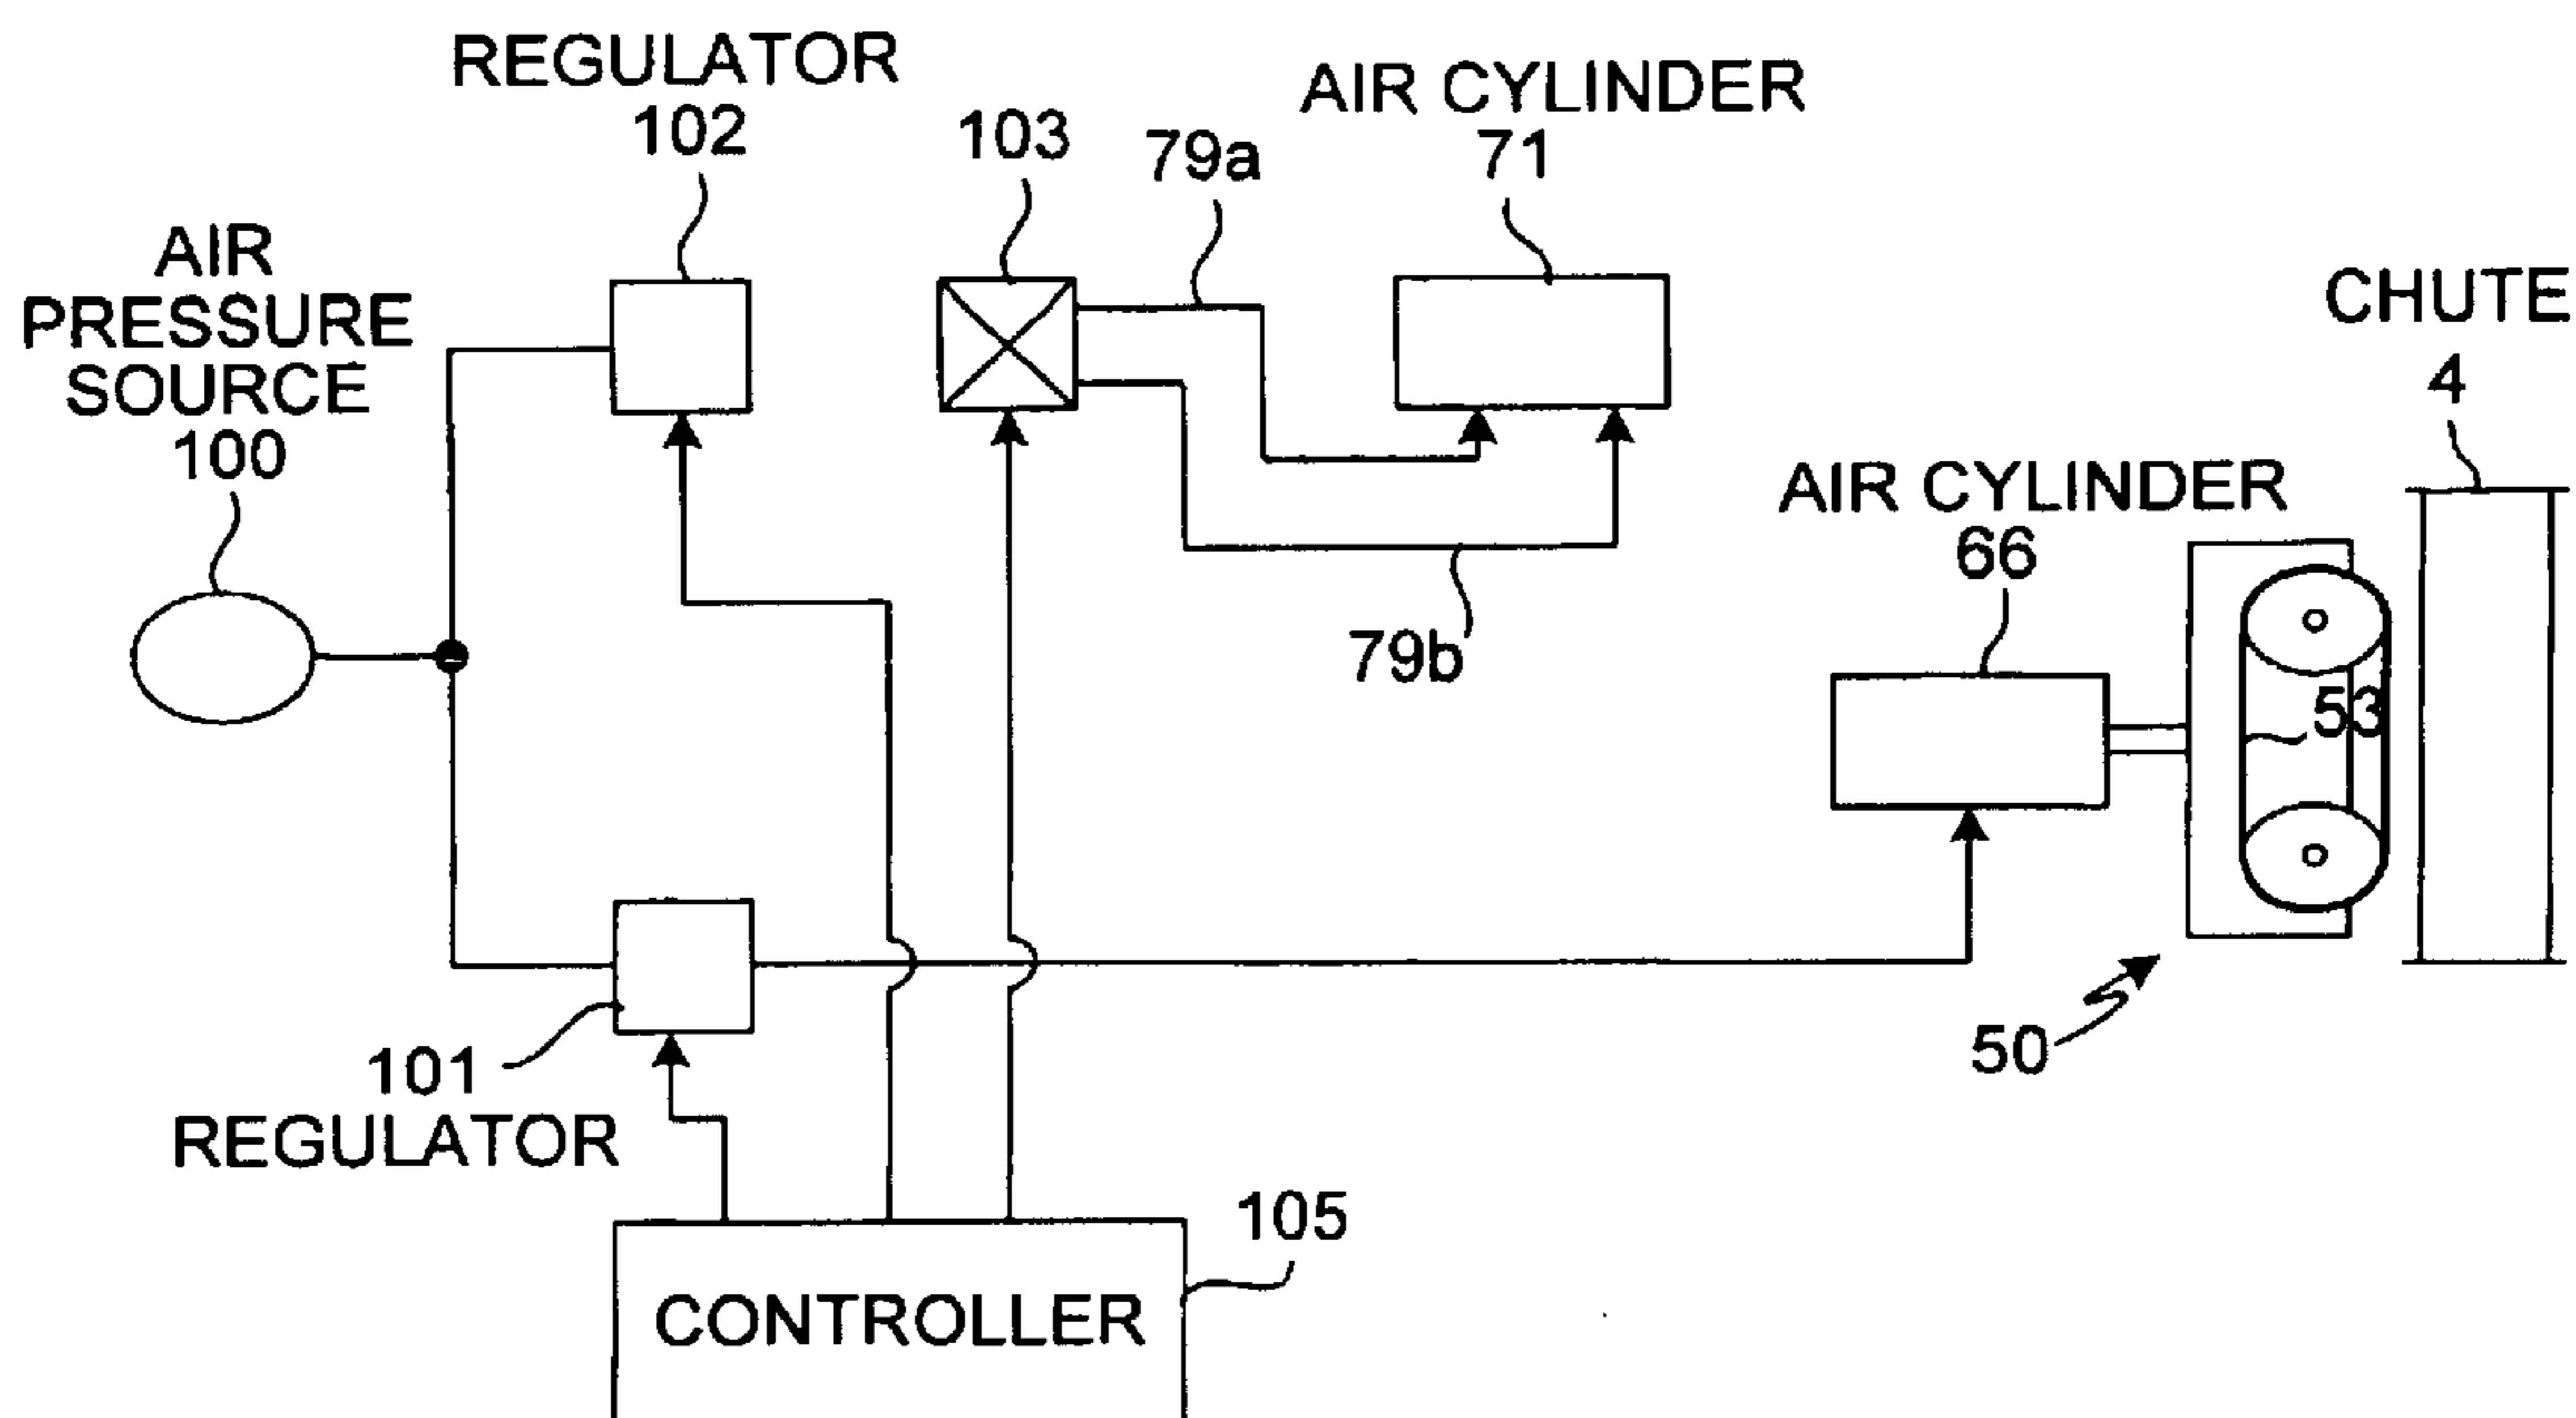 REGULATOR
102
103
79a
AIR CYLINDER
71
AIR
PRESSURE
SOURCE
100
CHUTE
4
AIR CYLINDER
66
79b
53
101
REGULATOR
50
105
CONTROLLER